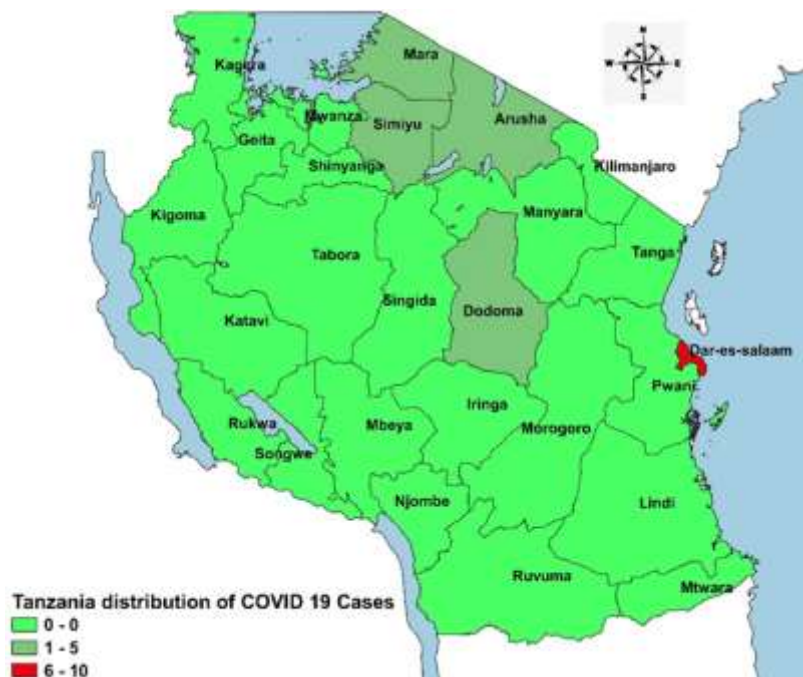 N
W E
S
Mara
Kagera
Mwanza
Simiyu
Arusha
Geita
Shinyanga
Kilimanjaro
Kigoma
Manyara
Tabora
Tanga
Singida
Dodoma
Katavi
Dar-es-salaam
Pwani
Iringa
Rukwa
Mbeya
Morogoro
Songwe
Njombe
Lindi
Ruvuma
Mtwara
Tanzania distribution of COVID 19 Cases
0 - 0
1 - 5
6 - 10